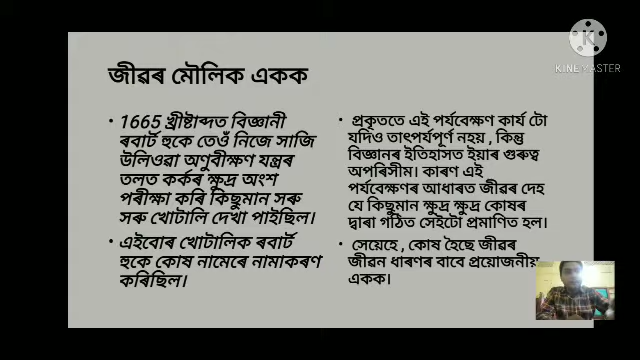 জীৱৰ মৌলিক একক
• 1665 খ্ৰীষ্টাব্দত বিজ্ঞানী
ৰবাৰ্ট হুকে তেওঁ নিজে সাজি
উলিওৱা অণুবীক্ষণ যন্ত্ৰৰ
তলত কৰ্কৰ ক্ষুদ্ৰ অংশ
পৰীক্ষা কৰি কিছুমান সৰু
সৰু খোটালি দেখা পাইছিল।
• এইবোৰ খোটালিক ৰবাৰ্ট
হুকে কোষ নামেৰে নামাকৰণ
কৰিছিল।
• প্ৰকৃততে এই পৰ্যবেক্ষণ কাৰ্য টো
যদিও তাৎপৰ্যপূৰ্ণ নহয় , কিন্তু
বিজ্ঞানৰ ইতিহাসত ইয়াৰ গুৰুত্ব
অপৰিসীম। কাৰণ এই
পৰ্যবেক্ষণৰ আধাৰত জীৱৰ দেহ
যে কিছুমান ক্ষুদ্ৰ ক্ষুদ্ৰ কোষৰ
দ্বাৰা গঠিত সেইটো প্ৰমাণিত হল।
• সেয়েহে , কোষ হৈছে জীৱৰ
জীৱন ধাৰণৰ বাবে প্ৰয়োজনীয়
একক।
K
KINEMASTER